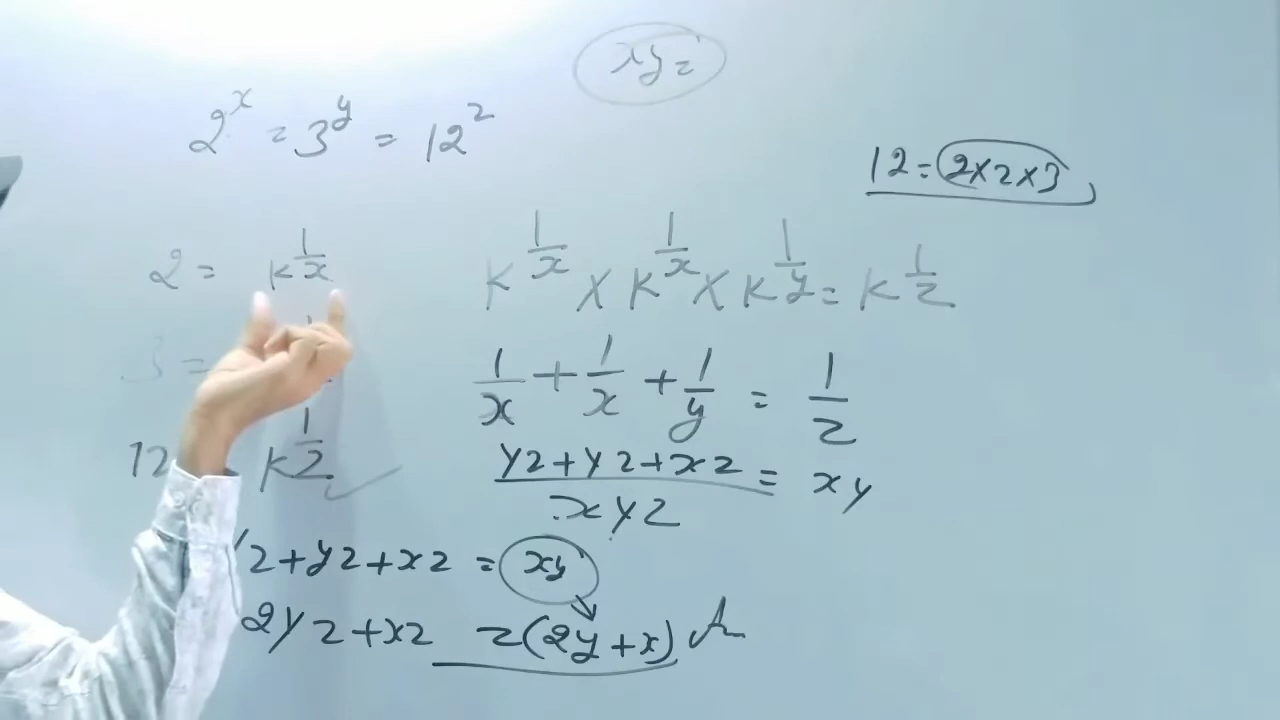 xy=
2^x = 3^y = 12^z
12 = 2×2×3
2 = k^(1/x)
k^(1/x) × k^(1/x) × k^(1/y) = k^(1/z)
3 =
1/x + 1/x + 1/y = 1/z
12 k^(1/z)
(yz+yz+xz)/(xyz) = xy
yz+yz+xz = xy
2yz+xz z(2y+x)